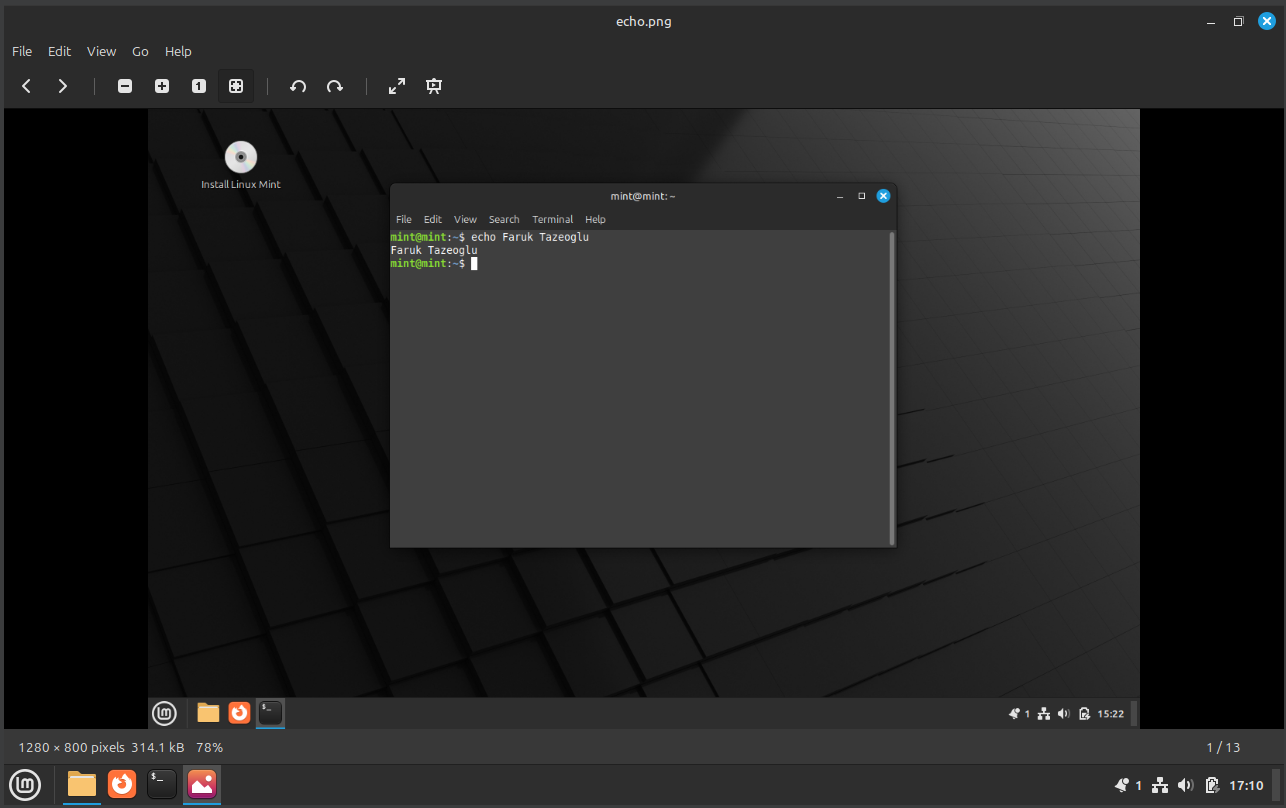 echo.png
File Edit View Go Help
1
Install Linux Mint
mint@mint: ~
File Edit View Search Terminal Help
mint@mint:~$ echo Faruk Tazeoglu
Faruk Tazeoglu
mint@mint:~$
$_
1 15:22
1280 × 800 pixels 314.1 kB 78%
1 / 13
$_
1 17:10